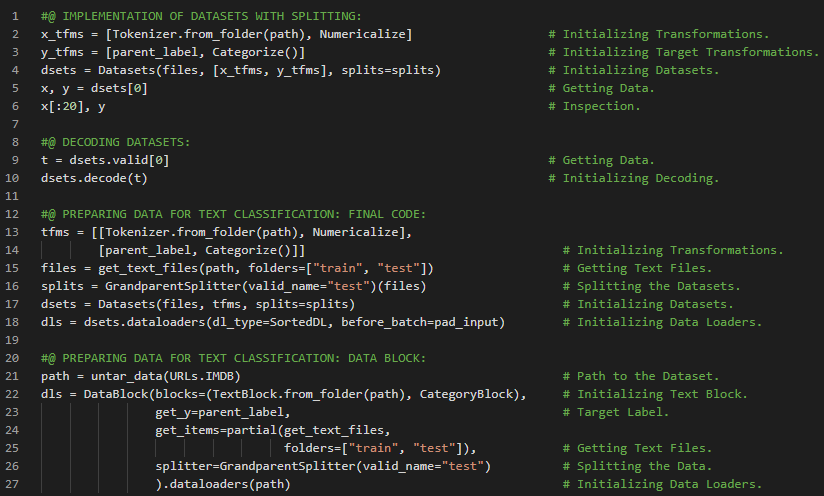 1 #@ IMPLEMENTATION OF DATASETS WITH SPLITTING:
2 x_tfms = [Tokenizer.from_folder(path), Numericalize] # Initializing Transformations.
3 y_tfms = [parent_label, Categorize()] # Initializing Target Transformations.
4 dsets = Datasets(files, [x_tfms, y_tfms], splits=splits) # Initializing Datasets.
5 x, y = dsets[0] # Getting Data.
6 x[:20], y # Inspection.
7
8 #@ DECODING DATASETS:
9 t = dsets.valid[0] # Getting Data.
10 dsets.decode(t) # Initializing Decoding.
11
12 #@ PREPARING DATA FOR TEXT CLASSIFICATION: FINAL CODE:
13 tfms = [[Tokenizer.from_folder(path), Numericalize],
14 [parent_label, Categorize()]] # Initializing Transformations.
15 files = get_text_files(path, folders=["train", "test"]) # Getting Text Files.
16 splits = GrandparentSplitter(valid_name="test")(files) # Splitting the Datasets.
17 dsets = Datasets(files, tfms, splits=splits) # Initializing Datasets.
18 dls = dsets.dataloaders(dl_type=SortedDL, before_batch=pad_input) # Initializing Data Loaders.
19
20 #@ PREPARING DATA FOR TEXT CLASSIFICATION: DATA BLOCK:
21 path = untar_data(URLs.IMDB) # Path to the Dataset.
22 dls = DataBlock(blocks=(TextBlock.from_folder(path), CategoryBlock), # Initializing Text Block.
23 get_y=parent_label, # Target Label.
24 get_items=partial(get_text_files,
25 folders=["train", "test"]), # Getting Text Files.
26 splitter=GrandparentSplitter(valid_name="test") # Splitting the Data.
27 ).dataloaders(path) # Initializing Data Loaders.